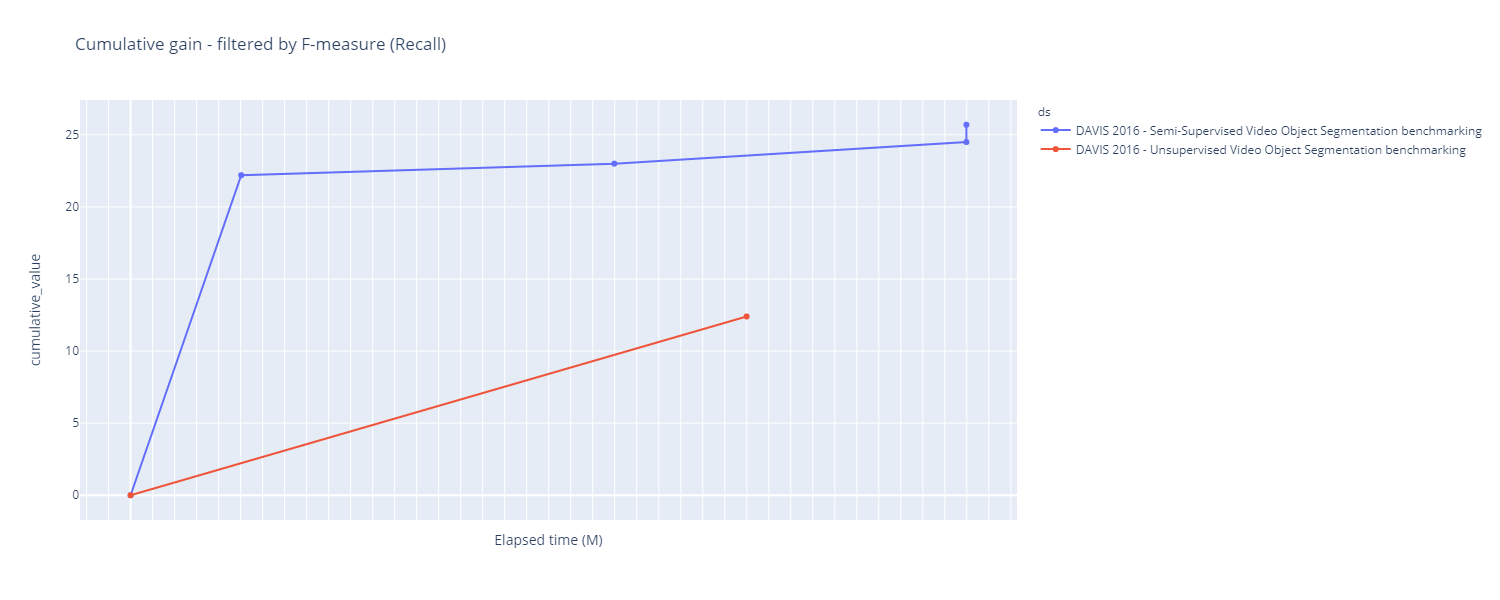 Cumulative gain - filtered by F-measure (Recall)
ds
DAVIS 2016 - Semi-Supervised Video Object Segmentation benchmarking
DAVIS 2016 - Unsupervised Video Object Segmentation benchmarking
cumulative_value
25
20
15
10
5
0
Elapsed time (M)